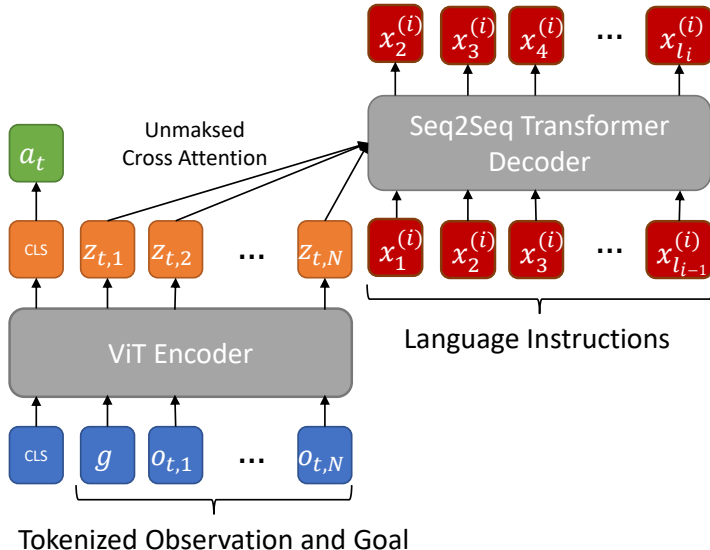 x_2^{(i)} x_3^{(i)} x_4^{(i)} ... x_{l_i}^{(i)}
Seq2Seq Transformer
Decoder
Unmaksed
Cross Attention
a_t
CLS z_{t,1} z_{t,2} ... z_{t,N}
x_1^{(i)} x_2^{(i)} x_3^{(i)} ... x_{l_{i-1}}^{(i)}
Language Instructions
ViT Encoder
CLS g o_{t,1} ... o_{t,N}
Tokenized Observation and Goal